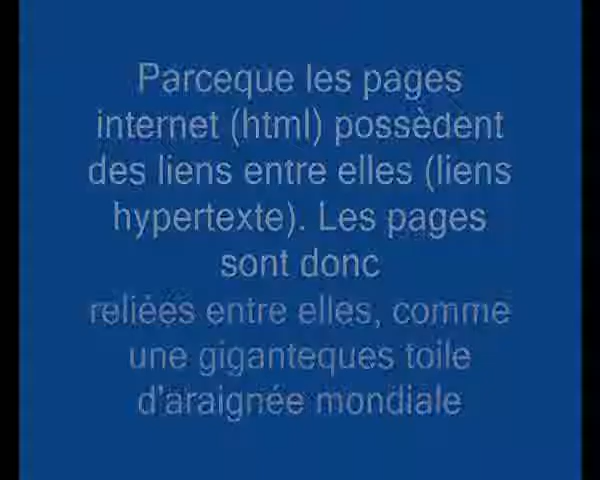 Parceque les pages
internet (html) possèdent
des liens entre elles (liens
hypertexte). Les pages
sont donc
reliées entre elles, comme
une giganteques toile
d'araignée mondiale